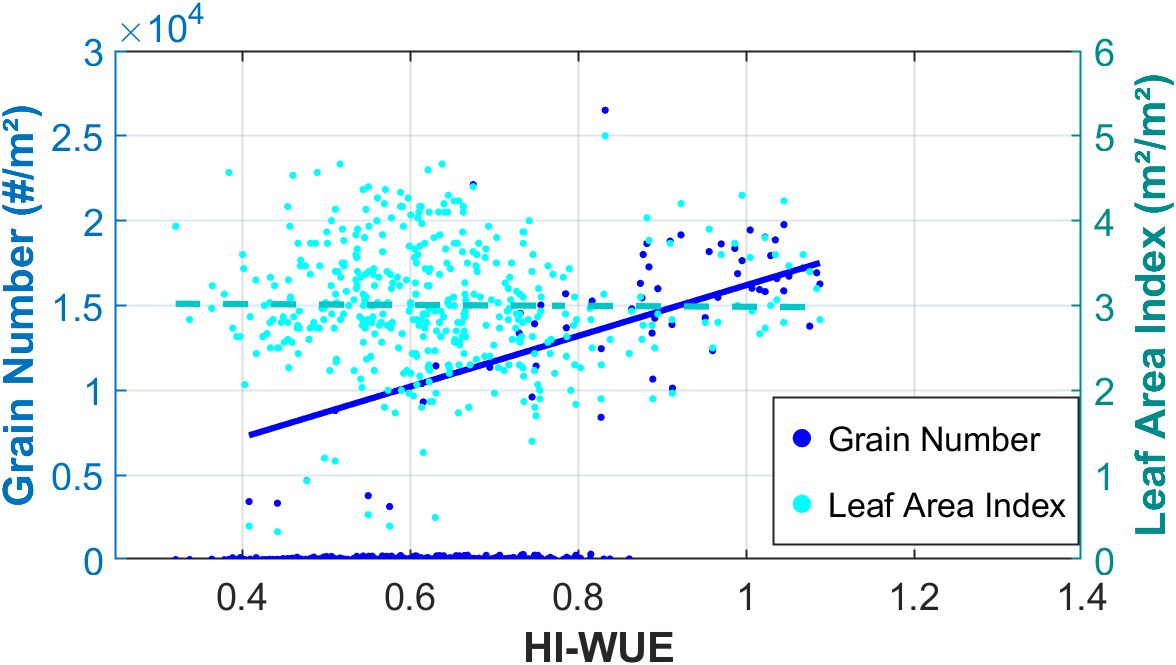 ×10⁴
3
2.5
2
1.5
1
0.5
0
Grain Number (#/m²)
6
5
4
3
2
1
0
Leaf Area Index (m²/m²)
Grain Number
Leaf Area Index
0.4 0.6 0.8 1 1.2 1.4
HI-WUE